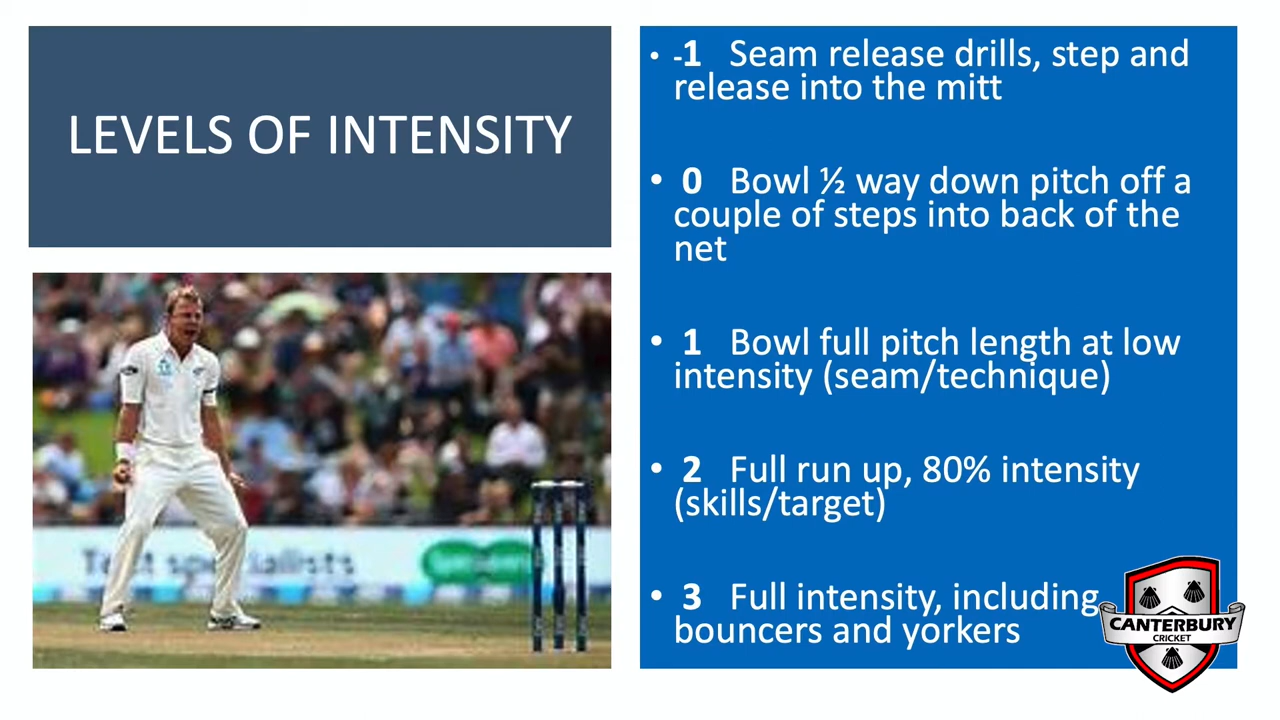 LEVELS OF INTENSITY
• -1 Seam release drills, step and
release into the mitt
• 0 Bowl ½ way down pitch off a
couple of steps into back of the
net
• 1 Bowl full pitch length at low
intensity (seam/technique)
• 2 Full run up, 80% intensity
(skills/target)
• 3 Full intensity, including
bouncers and yorkers
CANTERBURY
CRICKET